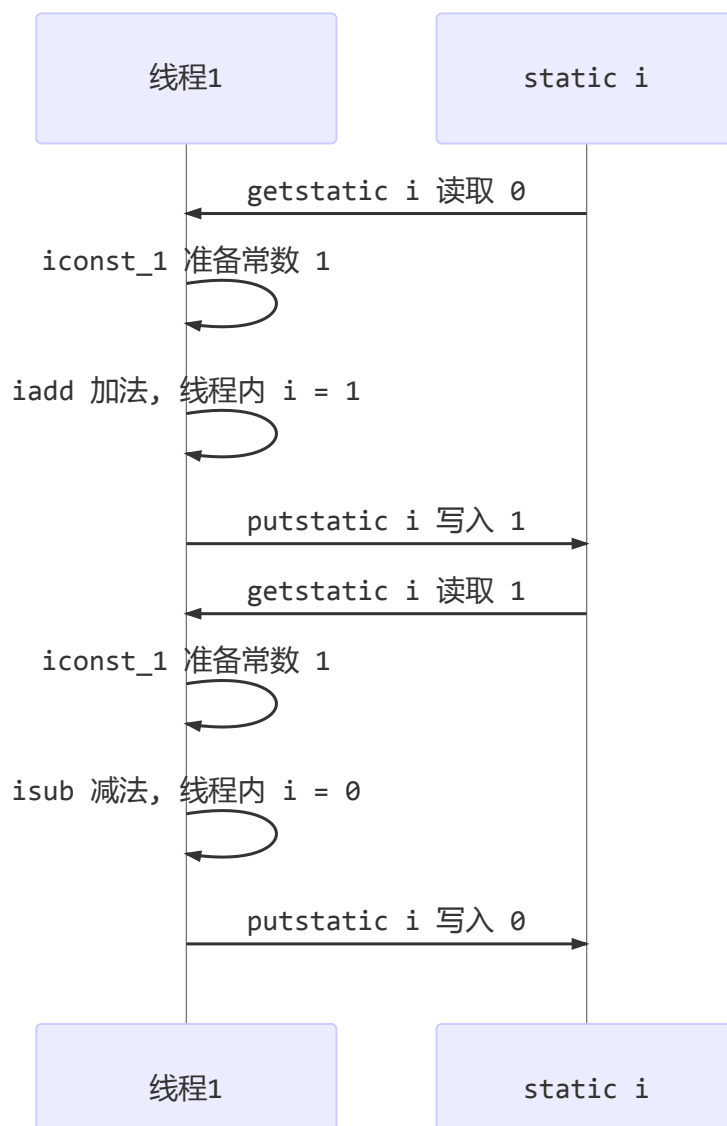 线程1
static i
getstatic i 读取 0
iconst_1 准备常数 1
iadd 加法, 线程内 i = 1
putstatic i 写入 1
getstatic i 读取 1
iconst_1 准备常数 1
isub 减法, 线程内 i = 0
putstatic i 写入 0
线程1
static i